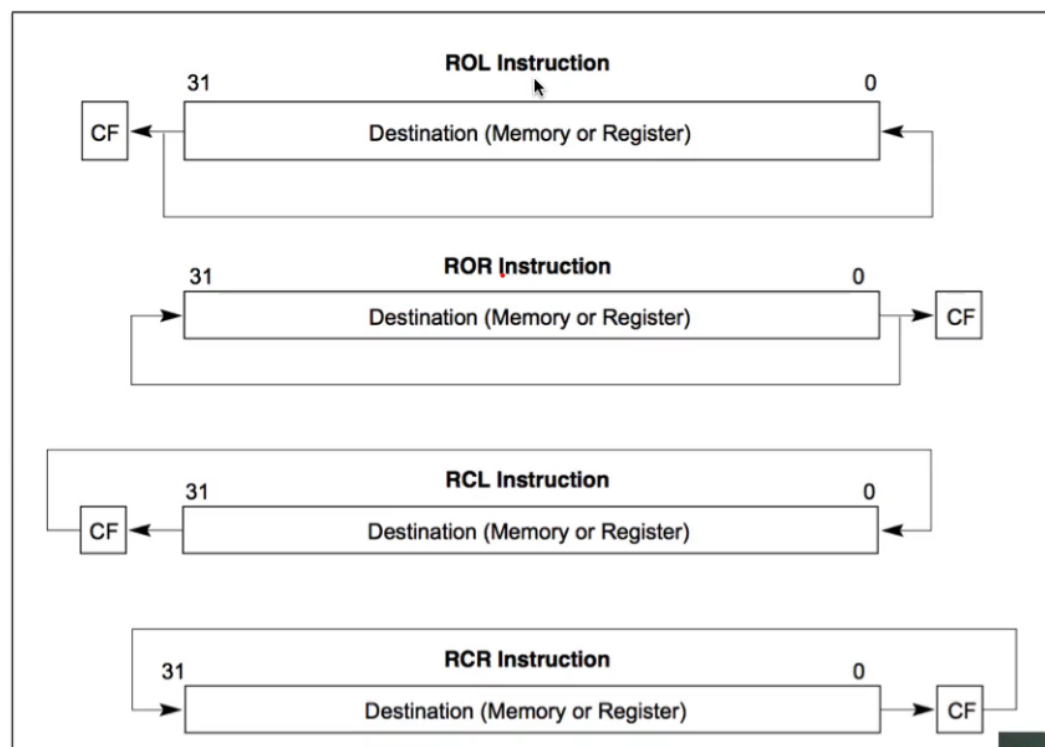 ROL Instruction
31 0
CF Destination (Memory or Register)
ROR Instruction
31 0
Destination (Memory or Register) CF
RCL Instruction
31 0
CF Destination (Memory or Register)
RCR Instruction
31 0
Destination (Memory or Register) CF